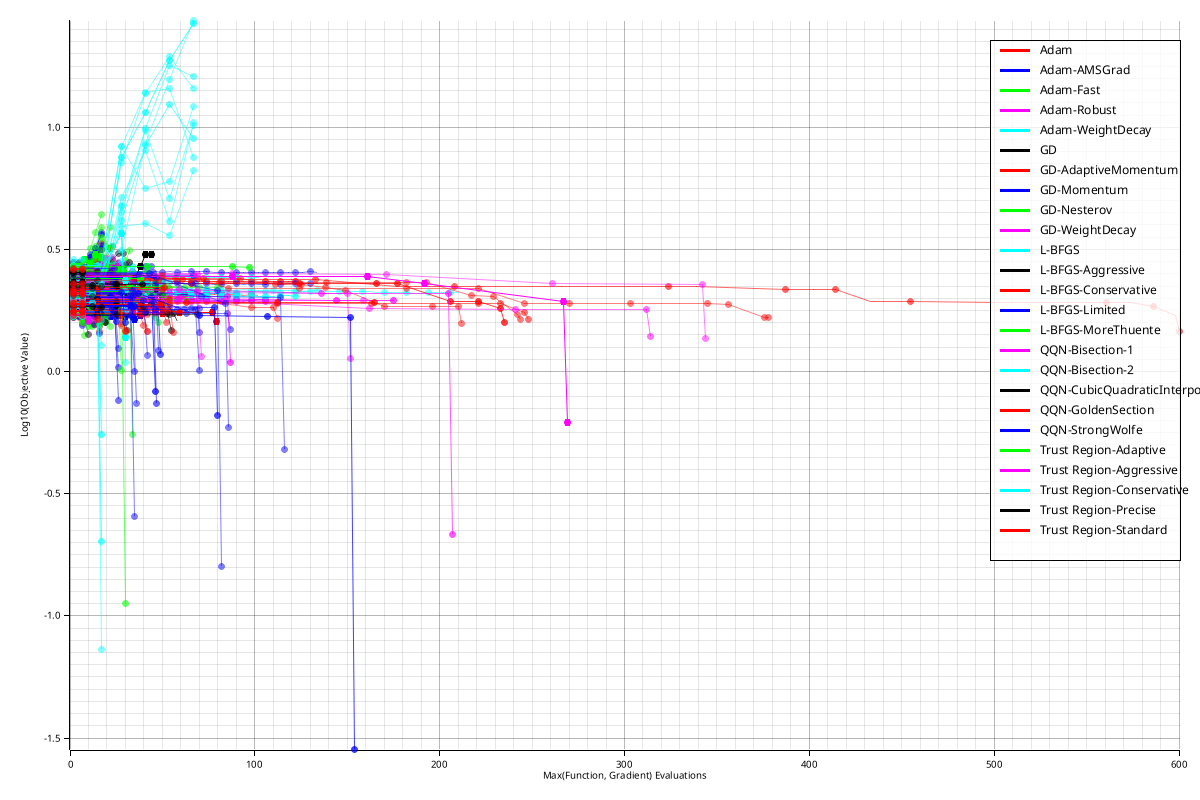 1.0
0.5
0.0
-0.5
-1.0
-1.5
Log10(Objective Value)
0
100
200
300
400
500
600
Max(Function, Gradient) Evaluations
Adam
Adam-AMSGrad
Adam-Fast
Adam-Robust
Adam-WeightDecay
GD
GD-AdaptiveMomentum
GD-Momentum
GD-Nesterov
GD-WeightDecay
L-BFGS
L-BFGS-Aggressive
L-BFGS-Conservative
L-BFGS-Limited
L-BFGS-MoreThuente
QQN-Bisection-1
QQN-Bisection-2
QQN-CubicQuadraticInterpo
QQN-GoldenSection
QQN-StrongWolfe
Trust Region-Adaptive
Trust Region-Aggressive
Trust Region-Conservative
Trust Region-Precise
Trust Region-Standard